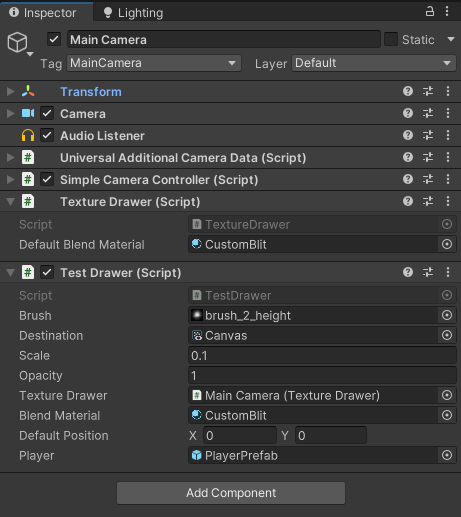 Inspector Lighting
Main Camera Static
Tag MainCamera Layer Default
Transform
Camera
Audio Listener
Universal Additional Camera Data (Script)
Simple Camera Controller (Script)
Texture Drawer (Script)
Script # TextureDrawer
Default Blend Material CustomBlit
Test Drawer (Script)
Script # TestDrawer
Brush brush_2_height
Destination Canvas
Scale 0.1
Opacity 1
Texture Drawer Main Camera (Texture Drawer)
Blend Material CustomBlit
Default Position X 0 Y 0
Player PlayerPrefab
Add Component